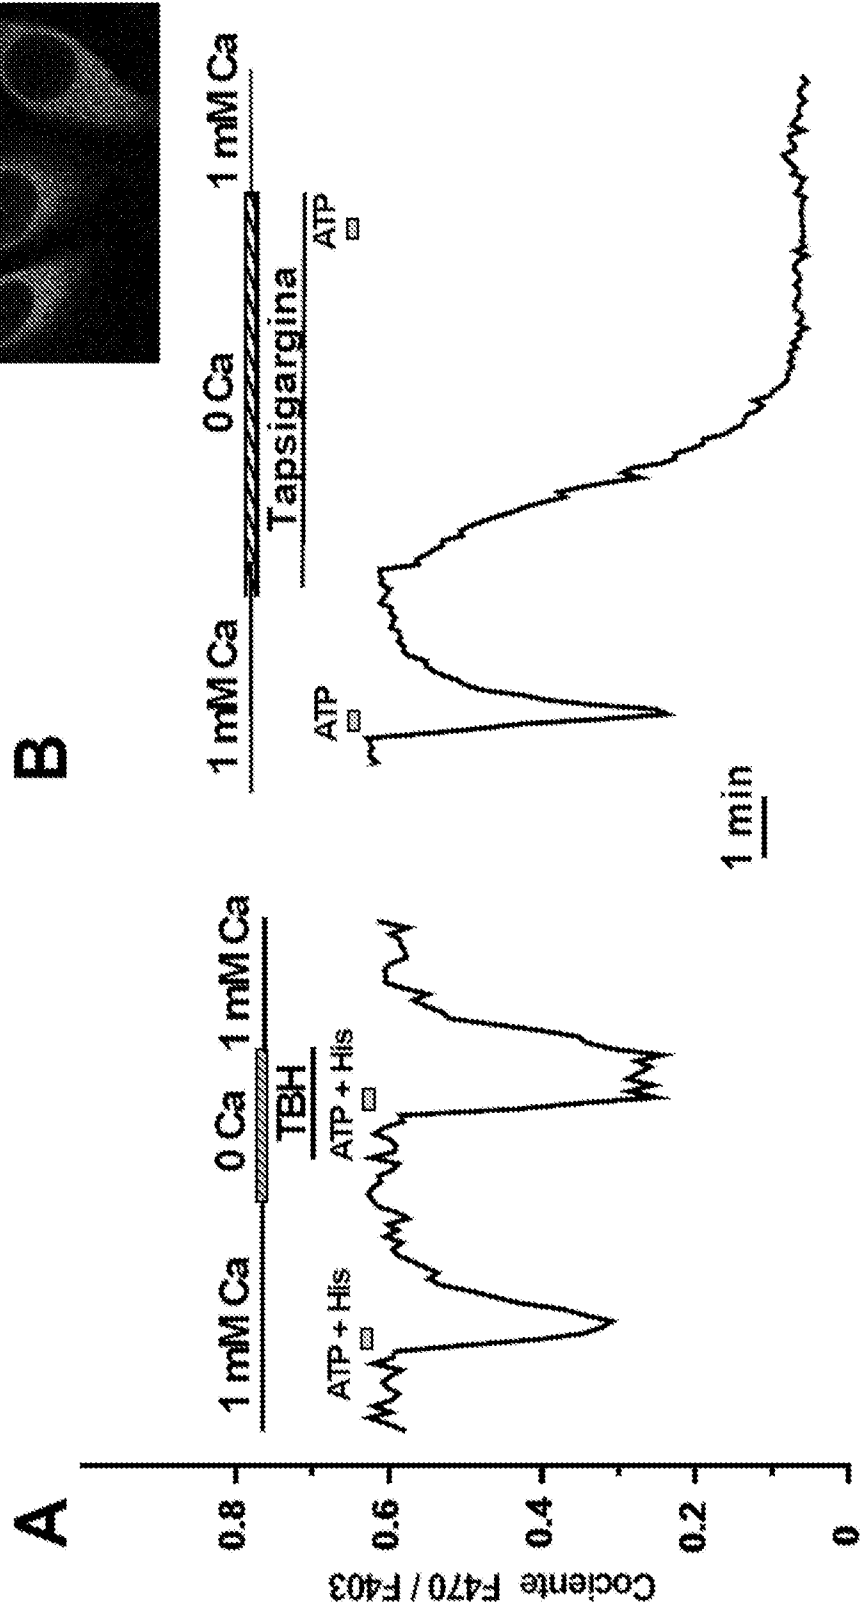 A
1 mM Ca
0 Ca
1 mM Ca
TBH
ATP + His
ATP + His
0.8
0.6
0.4
0.2
0
Cociente F470 / F403
B
1 mM Ca
0 Ca
1 mM Ca
Tapsigargina
ATP
ATP
1 min